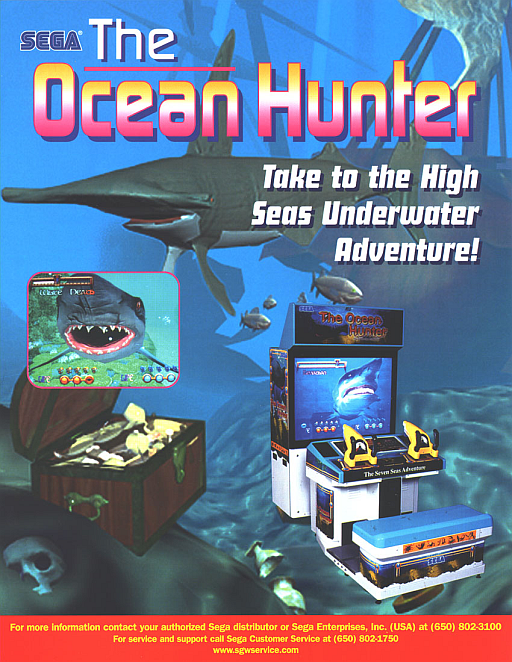 SEGA® The
Ocean Hunter
Take to the High
Seas Underwater
Adventure!
SEGA
The Ocean
Hunter
The Seven Seas Adventure
SEGA
For more information contact your authorized Sega distributor or Sega Enterprises, Inc. (USA) at (650) 802-3100
For service and support call Sega Customer Service at (650) 802-1750
www.sgwservice.com